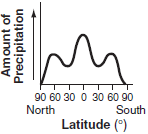 Amount of
Precipitation
90 60 30 0 30 60 90
North South
Latitude (°)